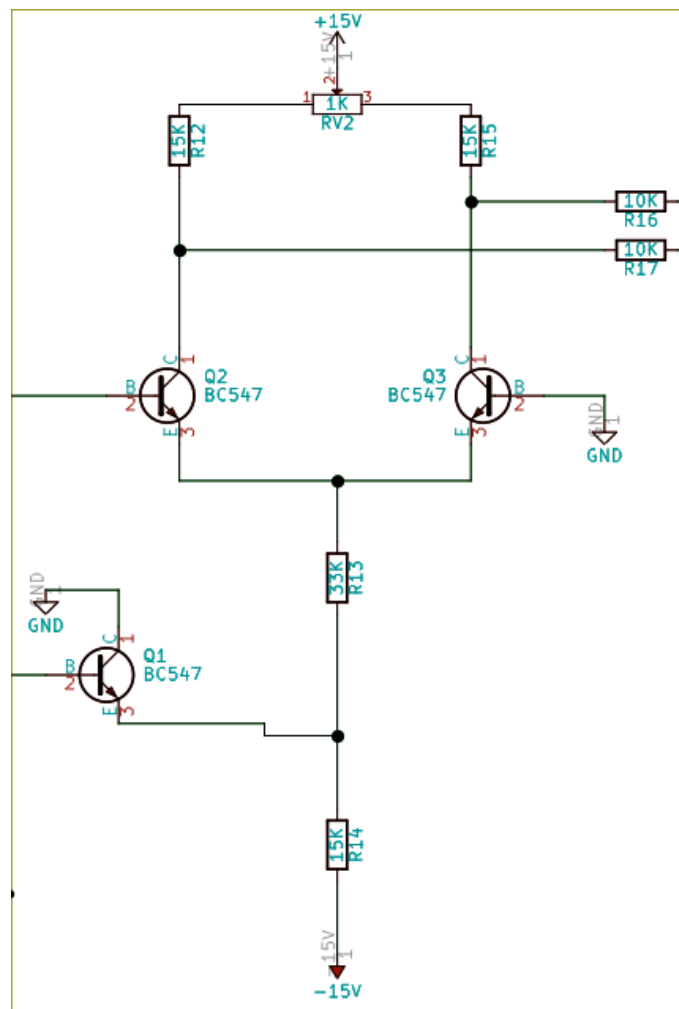 +15V
+15V
1
2
1
1K
3
RV2
15K
R12
15K
R15
10K
R16
10K
R17
C
1
Q2
BC547
B
2
E
3
C
1
Q3
BC547
B
2
E
3
GND
1
GND
33K
R13
GND
1
GND
C
1
Q1
BC547
B
2
E
3
15K
R14
15V
1
-15V